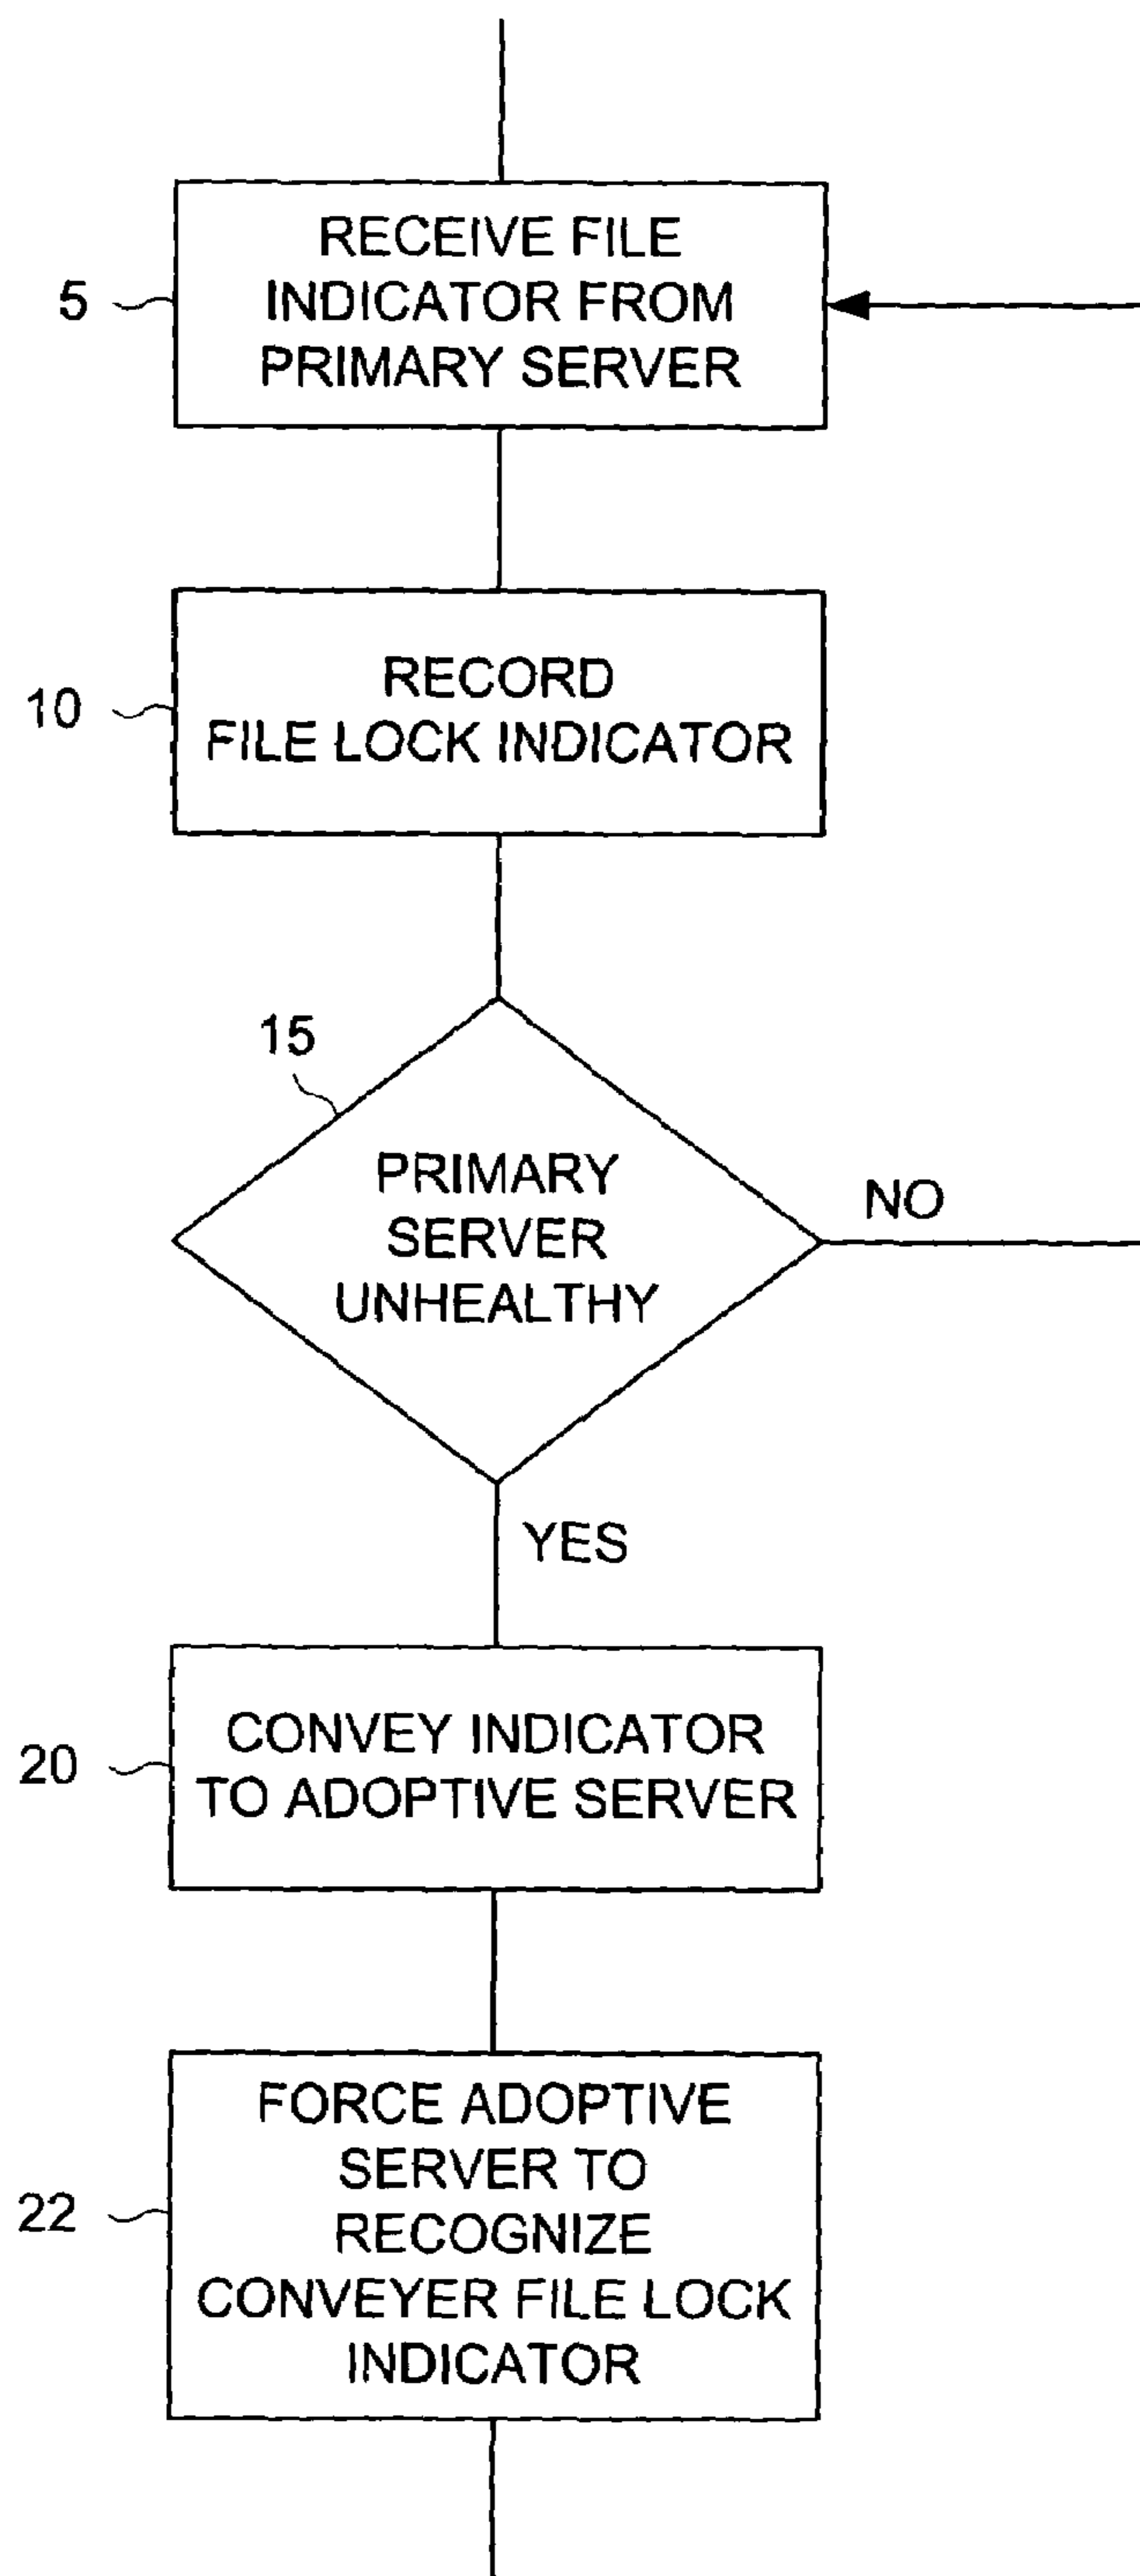 RECEIVE FILE
INDICATOR FROM
PRIMARY SERVER
5
RECORD
FILE LOCK INDICATOR
10
15
PRIMARY
SERVER
UNHEALTHY
NO
YES
CONVEY INDICATOR
TO ADOPTIVE SERVER
20
FORCE ADOPTIVE
SERVER TO
RECOGNIZE
CONVEYER FILE LOCK
INDICATOR
22